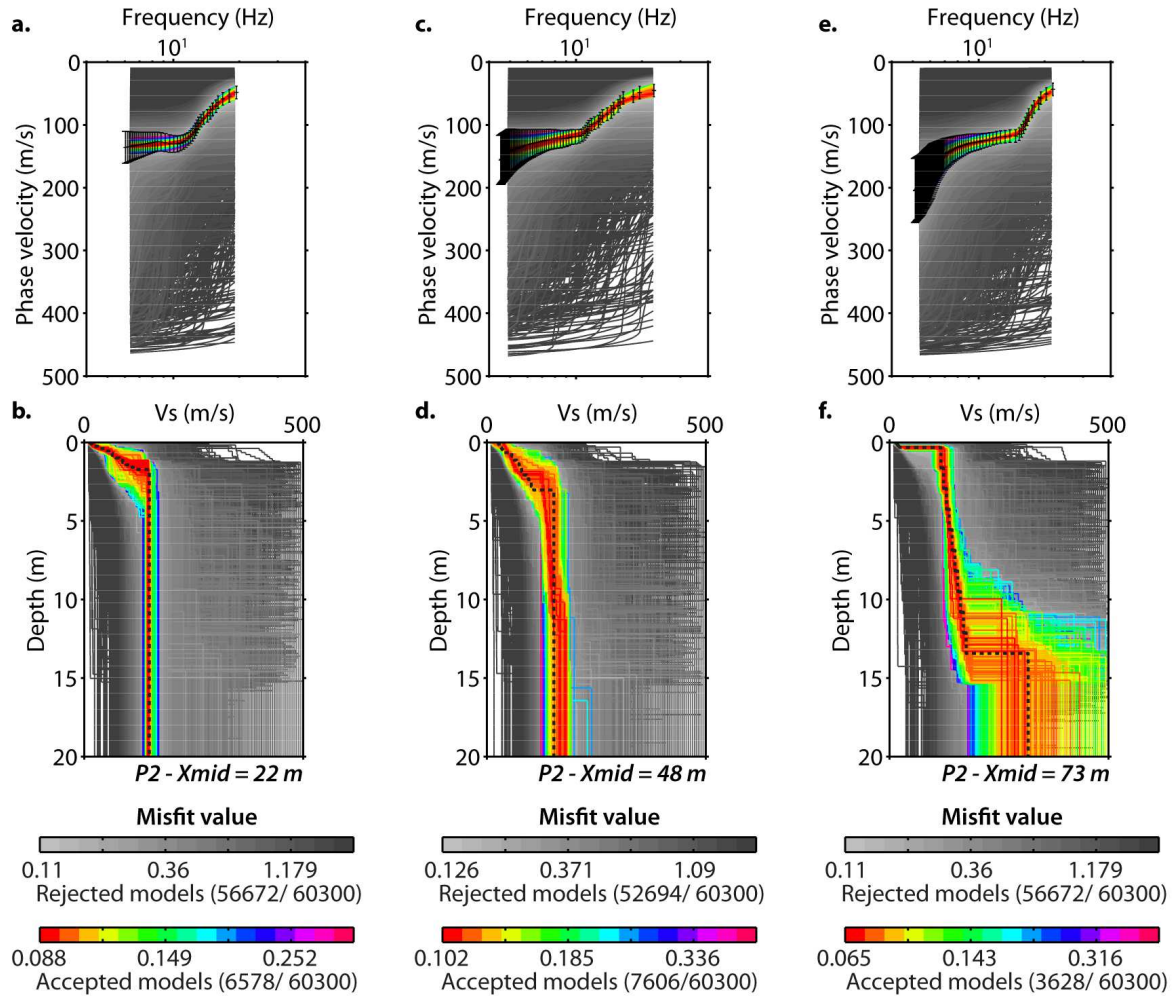 a. Frequency (Hz)
10¹
0
100
200
300
400
500
Phase velocity (m/s)
b. Vs (m/s)
0 500
0
5
10
15
20
Depth (m)
P2 - Xmid = 22 m
Misfit value
0.11 0.36 1.179
Rejected models (56672/ 60300)
0.088 0.149 0.252
Accepted models (6578/ 60300)
c. Frequency (Hz)
10¹
0
100
200
300
400
500
Phase velocity (m/s)
d. Vs (m/s)
0 500
0
5
10
15
20
Depth (m)
P2 - Xmid = 48 m
Misfit value
0.126 0.371 1.09
Rejected models (52694/ 60300)
0.102 0.185 0.336
Accepted models (7606/60300)
e. Frequency (Hz)
10¹
0
100
200
300
400
500
Phase velocity (m/s)
f. Vs (m/s)
0 500
0
5
10
15
20
Depth (m)
P2 - Xmid = 73 m
Misfit value
0.11 0.36 1.179
Rejected models (56672/ 60300)
0.065 0.143 0.316
Accepted models (3628/ 60300)